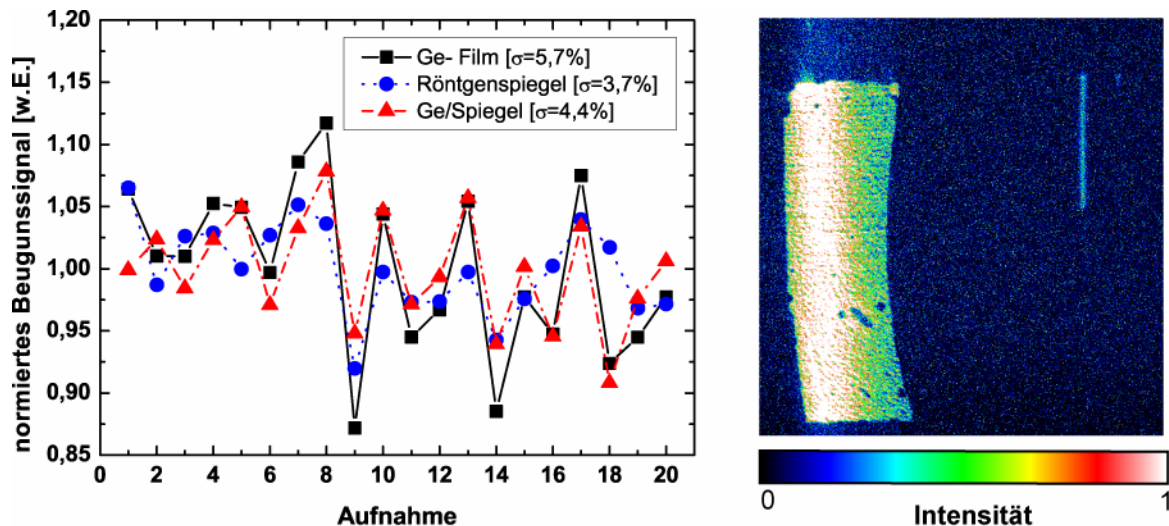 normiertes Beugunssignal [w.E.]
1,20
1,15
1,10
1,05
1,00
0,95
0,90
0,85
Ge- Film [σ=5,7%]
Röntgenspiegel [σ=3,7%]
Ge/Spiegel [σ=4,4%]
0 2 4 6 8 10 12 14 16 18 20
Aufnahme
0 1
Intensität